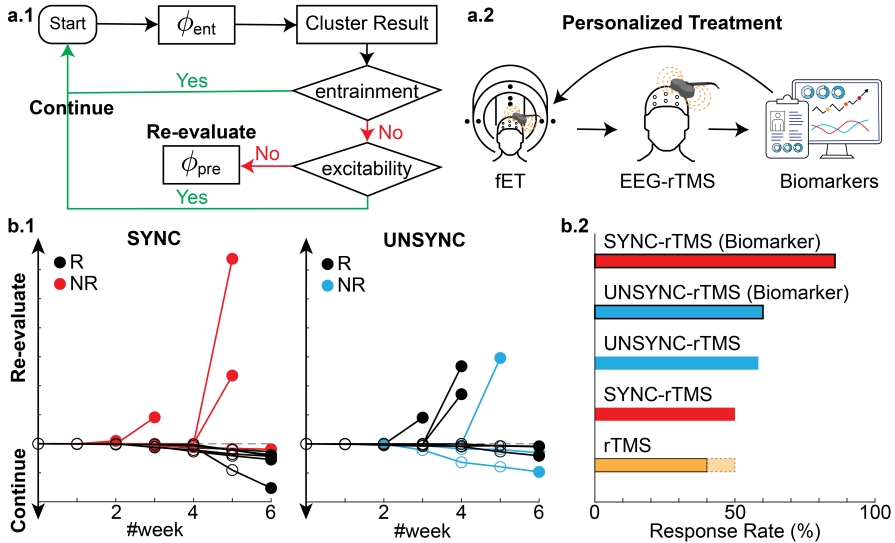 a.1
Start
ϕent
Cluster Result
Yes
entrainment
Continue
No
Re-evaluate
ϕpre
No
excitability
Yes
a.2
Personalized Treatment
fET
EEG-rTMS
Biomarkers
b.1
SYNC
R
NR
Re-evaluate
Continue
2
4
6
#week
UNSYNC
R
NR
0
2
4
6
#week
b.2
SYNC-rTMS (Biomarker)
UNSYNC-rTMS (Biomarker)
UNSYNC-rTMS
SYNC-rTMS
rTMS
0
50
100
Response Rate (%)